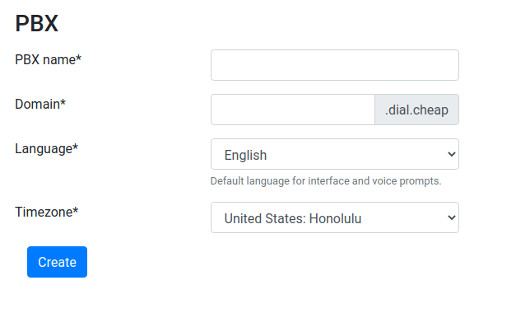 PBX
PBX name*
Domain*
.dial.cheap
Language*
English
Default language for interface and voice prompts.
Timezone*
United States: Honolulu
Create